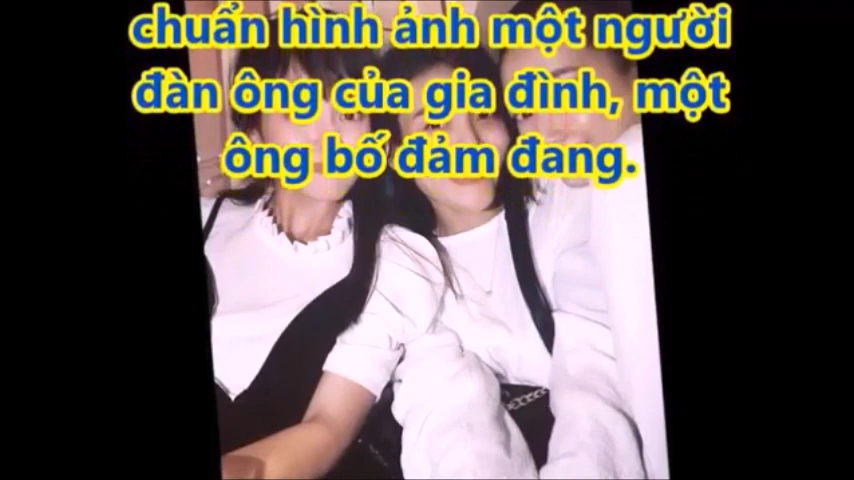 chuẩn hình ảnh một người
đàn ông của gia đình, một
ông bố đảm đang.